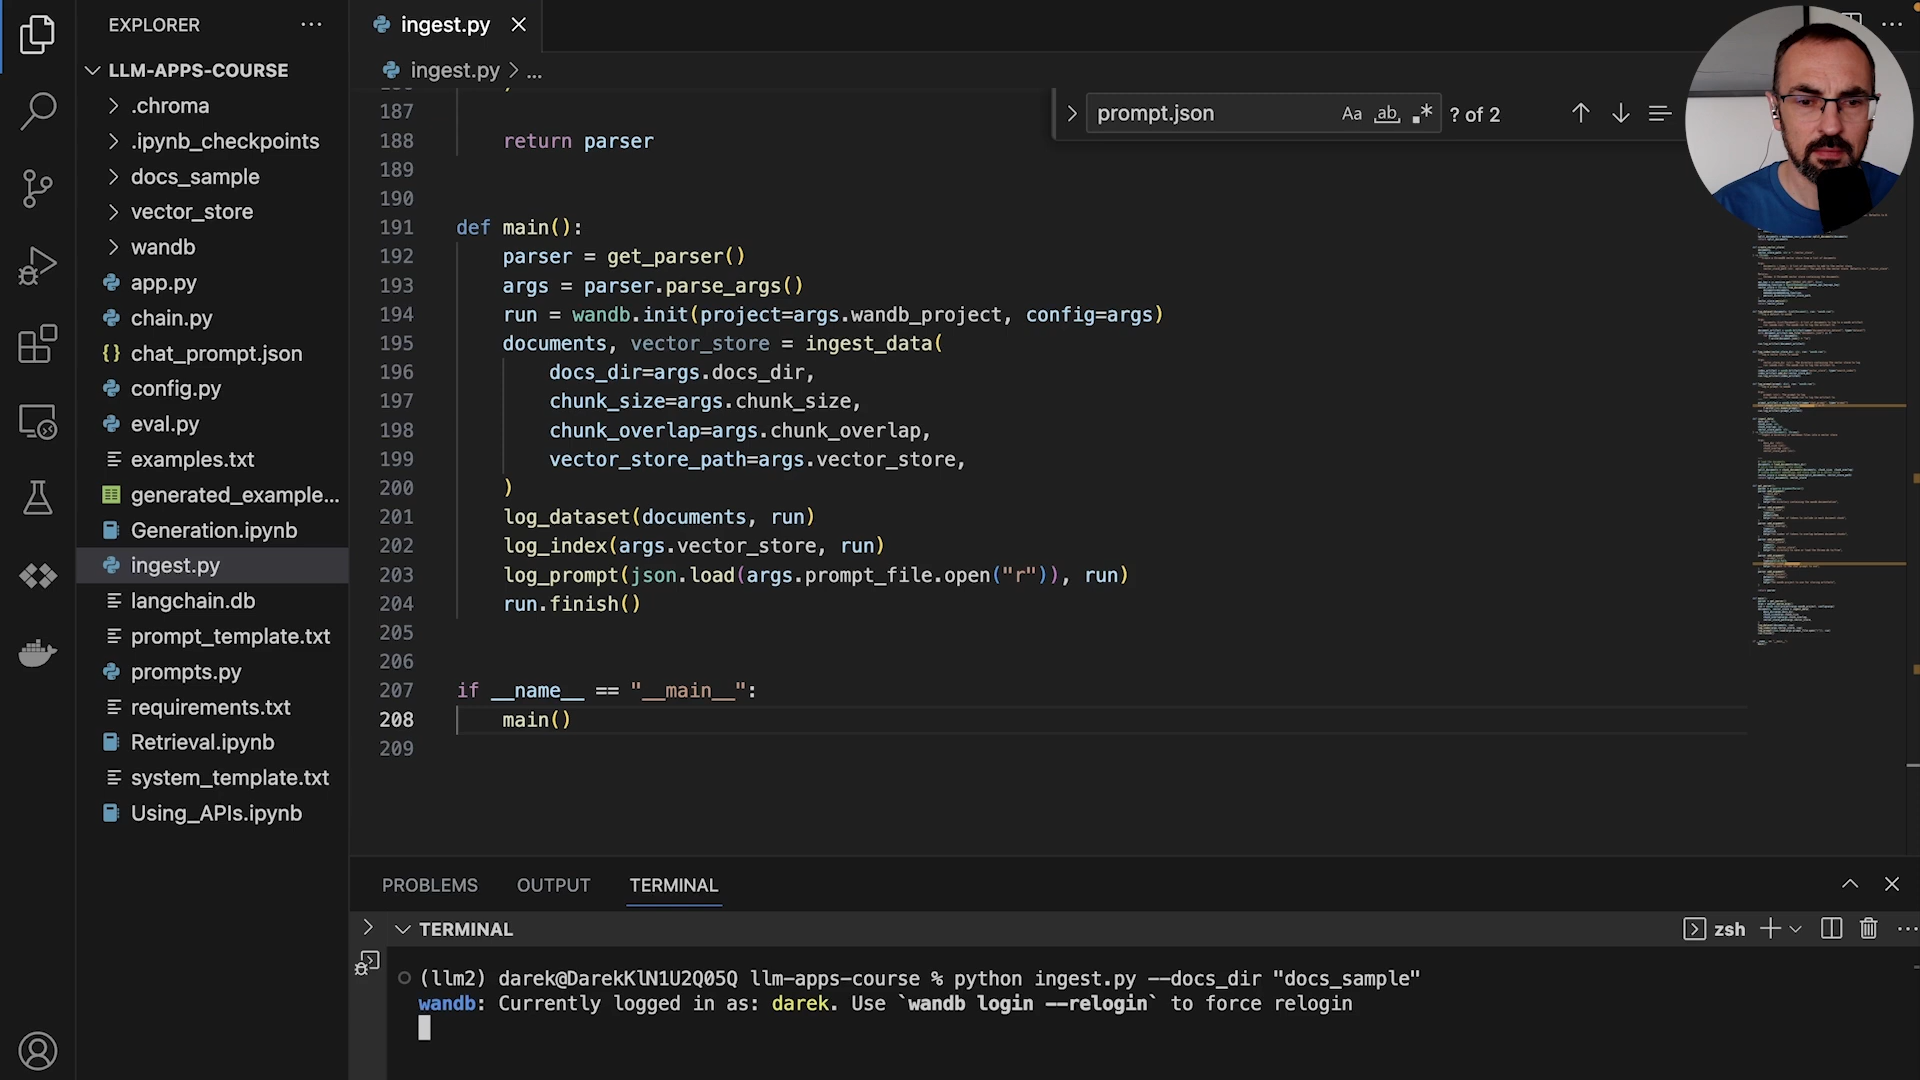 EXPLORER
LLM-APPS-COURSE
.chroma
.ipynb_checkpoints
docs_sample
vector_store
wandb
app.py
chain.py
{} chat_prompt.json
config.py
eval.py
examples.txt
generated_example...
Generation.ipynb
ingest.py
langchain.db
prompt_template.txt
prompts.py
requirements.txt
Retrieval.ipynb
system_template.txt
Using_APIs.ipynb
ingest.py
ingest.py > ...
prompt.json Aa ab .* ? of 2
187
188 return parser
189
190
191 def main():
192 parser = get_parser()
193 args = parser.parse_args()
194 run = wandb.init(project=args.wandb_project, config=args)
195 documents, vector_store = ingest_data(
196 docs_dir=args.docs_dir,
197 chunk_size=args.chunk_size,
198 chunk_overlap=args.chunk_overlap,
199 vector_store_path=args.vector_store,
200 )
201 log_dataset(documents, run)
202 log_index(args.vector_store, run)
203 log_prompt(json.load(args.prompt_file.open("r")), run)
204 run.finish()
205
206
207 if __name__ == "__main__":
208 main()
209
PROBLEMS OUTPUT TERMINAL
TERMINAL zsh
(llm2) darek@DarekKlN1U2Q05Q llm-apps-course % python ingest.py --docs_dir "docs_sample"
wandb: Currently logged in as: darek. Use `wandb login --relogin` to force relogin